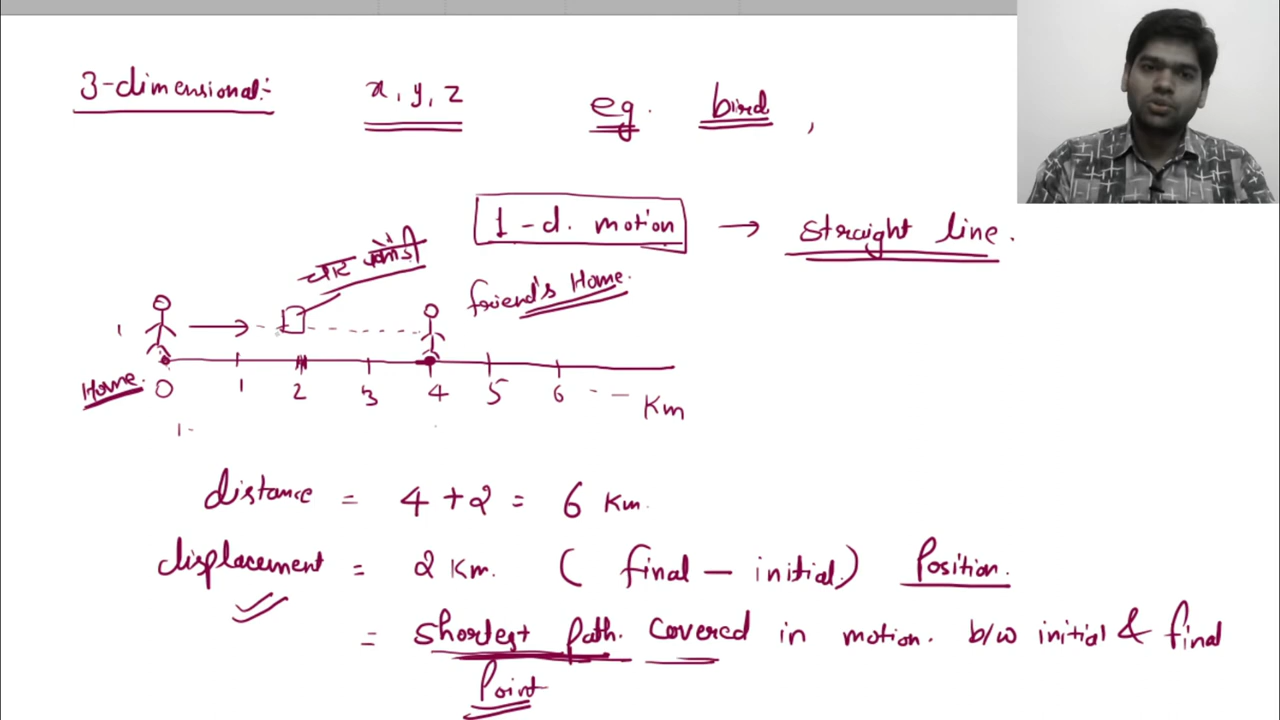 3-dimensional:- x, y, z eg. bird ,
1-d. motion → straight line.
friend's Home.
Home. 0 1 2 3 4 5 6 -- — Km
distance = 4 + 2 = 6 Km.
displacement = 2 Km. ( final - initial.) Position.
= shortest path. covered in motion. b/w initial & final
Point